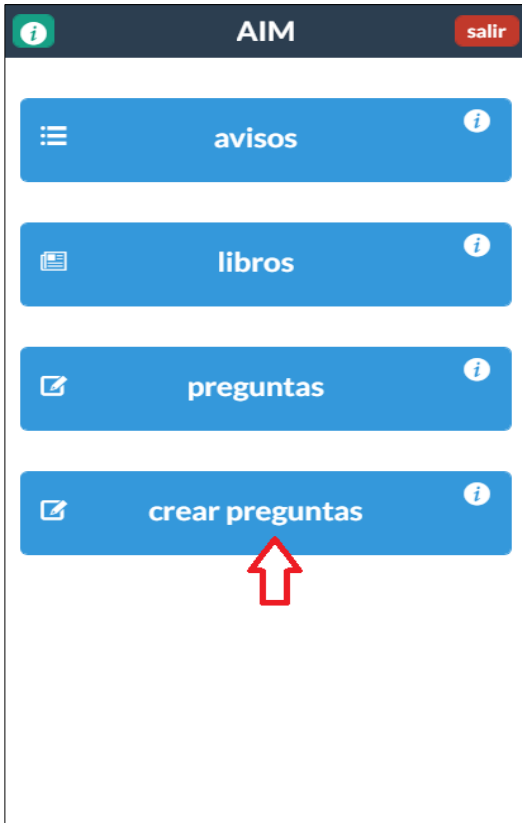 AIM
salir
avisos
libros
preguntas
crear preguntas